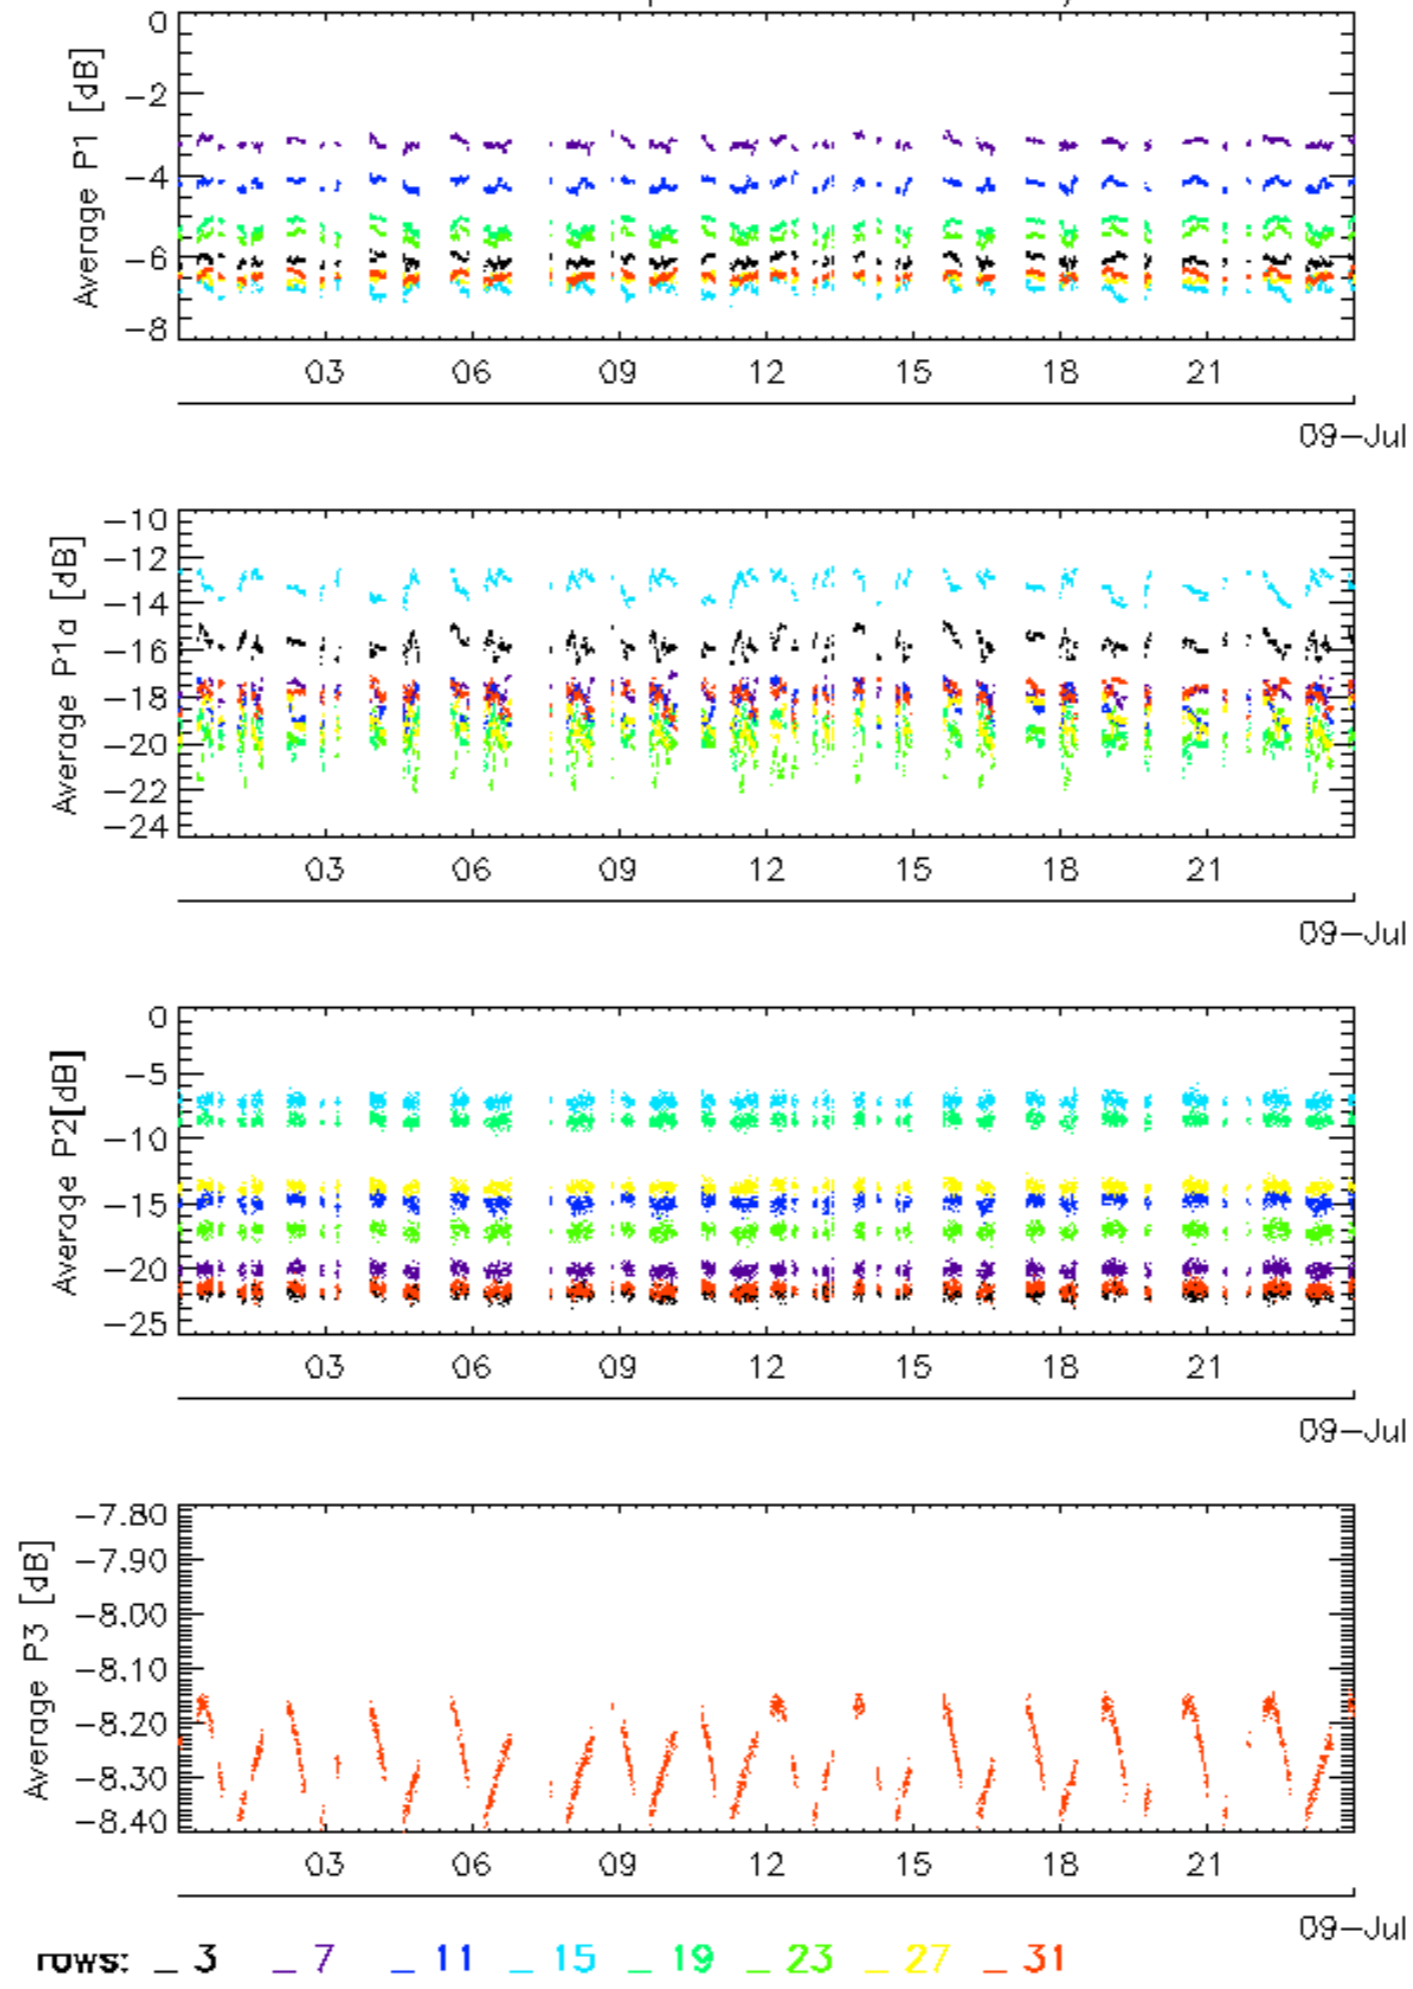 0
-2
-4
-6
-8
Average P1 [dB]
03 06 09 12 15 18 21
09-Jul
-10
-12
-14
-16
-18
-20
-22
-24
Average P1a [dB]
03 06 09 12 15 18 21
09-Jul
0
-5
-10
-15
-20
-25
Average P2[dB]
03 06 09 12 15 18 21
09-Jul
-7.80
-7.90
-8.00
-8.10
-8.20
-8.30
-8.40
Average P3 [dB]
03 06 09 12 15 18 21
09-Jul
rows: _ 3 _ 7 _ 11 _ 15 _ 19 _ 23 _ 27 _ 31